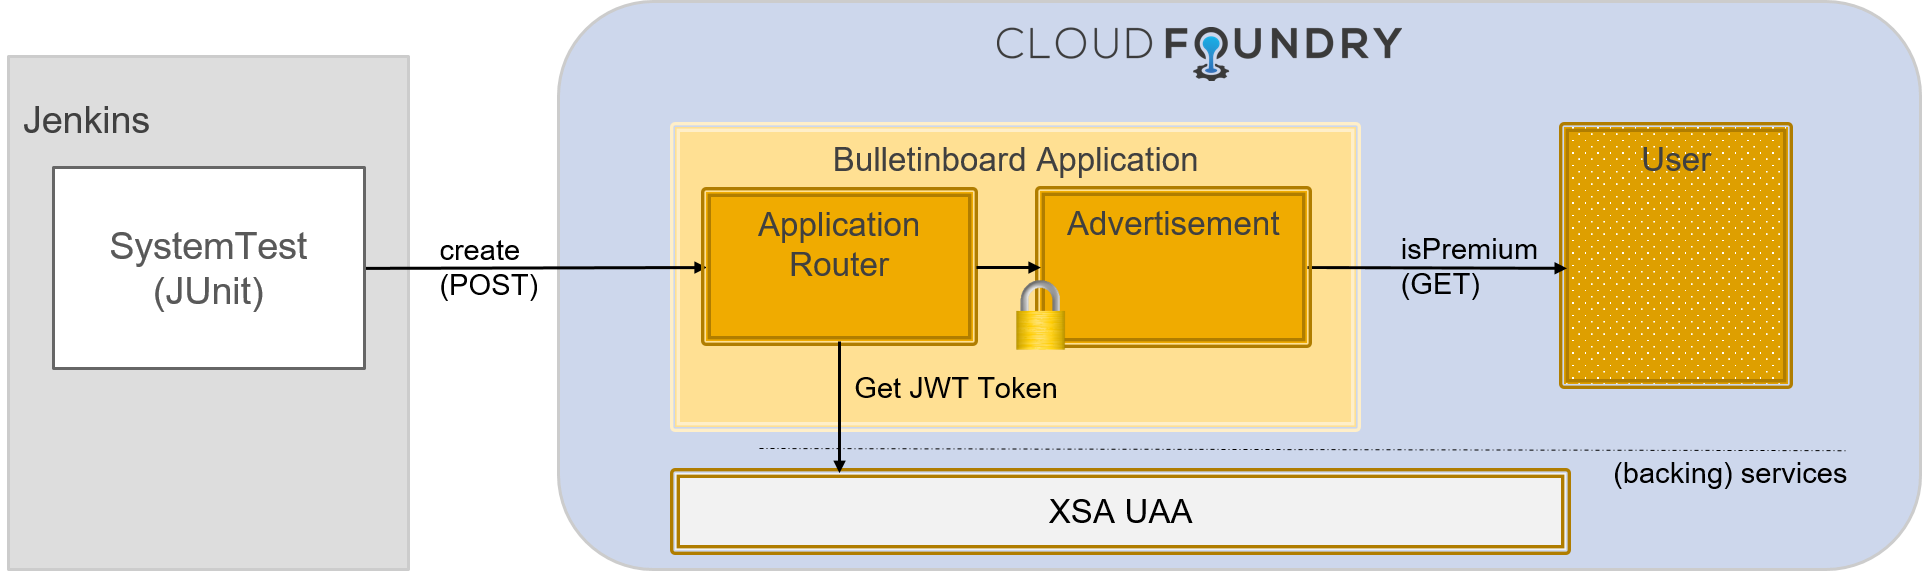 CLOUD FOUNDRY
Jenkins
SystemTest
(JUnit)
create
(POST)
Bulletinboard Application
Application
Router
Advertisement
isPremium
(GET)
User
Get JWT Token
(backing) services
XSA UAA